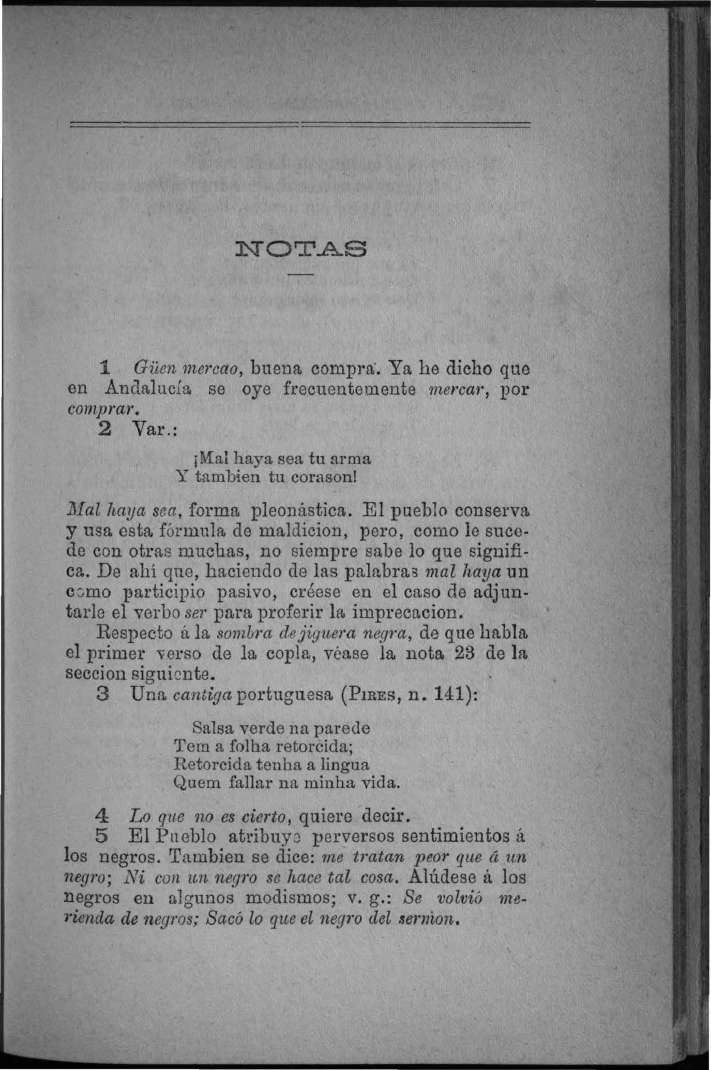 NOTAS
1 Güen mercao, buena compra. Ya he dicho que
en Andalucía se oye frecuentemente mercar, por
comprar.
2 Var.:
¡Mal haya sea tu arma
Y tambien tu corason!
Mal haya sea, forma pleonástica. El pueblo conserva
y usa esta fórmula de maldicion, pero, como le suce-
de con otras muchas, no siempre sabe lo que signifi-
ca. De ahí que, haciendo de las palabras mal haya un
como participio pasivo, créese en el caso de adjun-
tarle el verbo ser para proferir la imprecacion.
Respecto á la sombra de jiguera negra, de que habla
el primer verso de la copla, véase la nota 23 de la
seccion siguiente.
3 Una cantiga portuguesa (PIRES, n. 141):
Salsa verde na parede
Tem a folha retorcida;
Retorcida tenha a lingua
Quem fallar na minha vida.
4 Lo que no es cierto, quiere decir.
5 El Pueblo atribuye perversos sentimientos á
los negros. Tambien se dice: me tratan peor que á un
negro; Ni con un negro se hace tal cosa. Alúdese á los
negros en algunos modismos; v. g.: Se volvió me-
rienda de negros; Sacó lo que el negro del sermon.